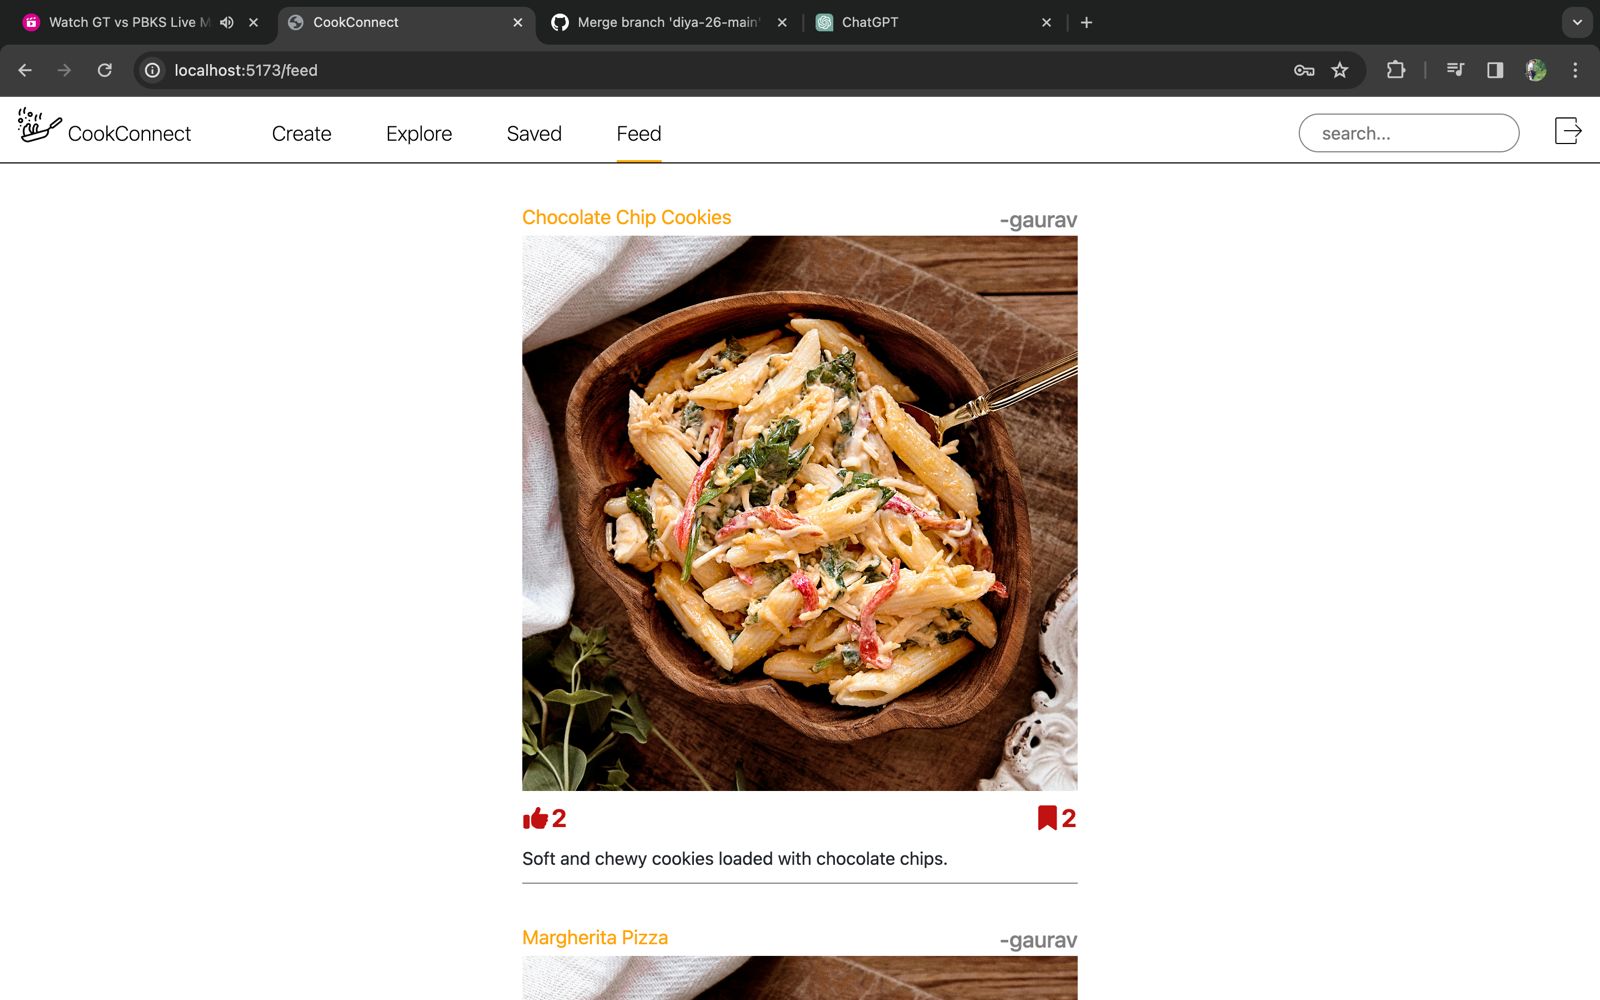 Watch GT vs PBKS Live M
CookConnect
Merge branch 'diya-26-main'
ChatGPT
localhost:5173/feed
CookConnect
Create
Explore
Saved
Feed
search...
Chocolate Chip Cookies
-gaurav
2
2
Soft and chewy cookies loaded with chocolate chips.
Margherita Pizza
-gaurav